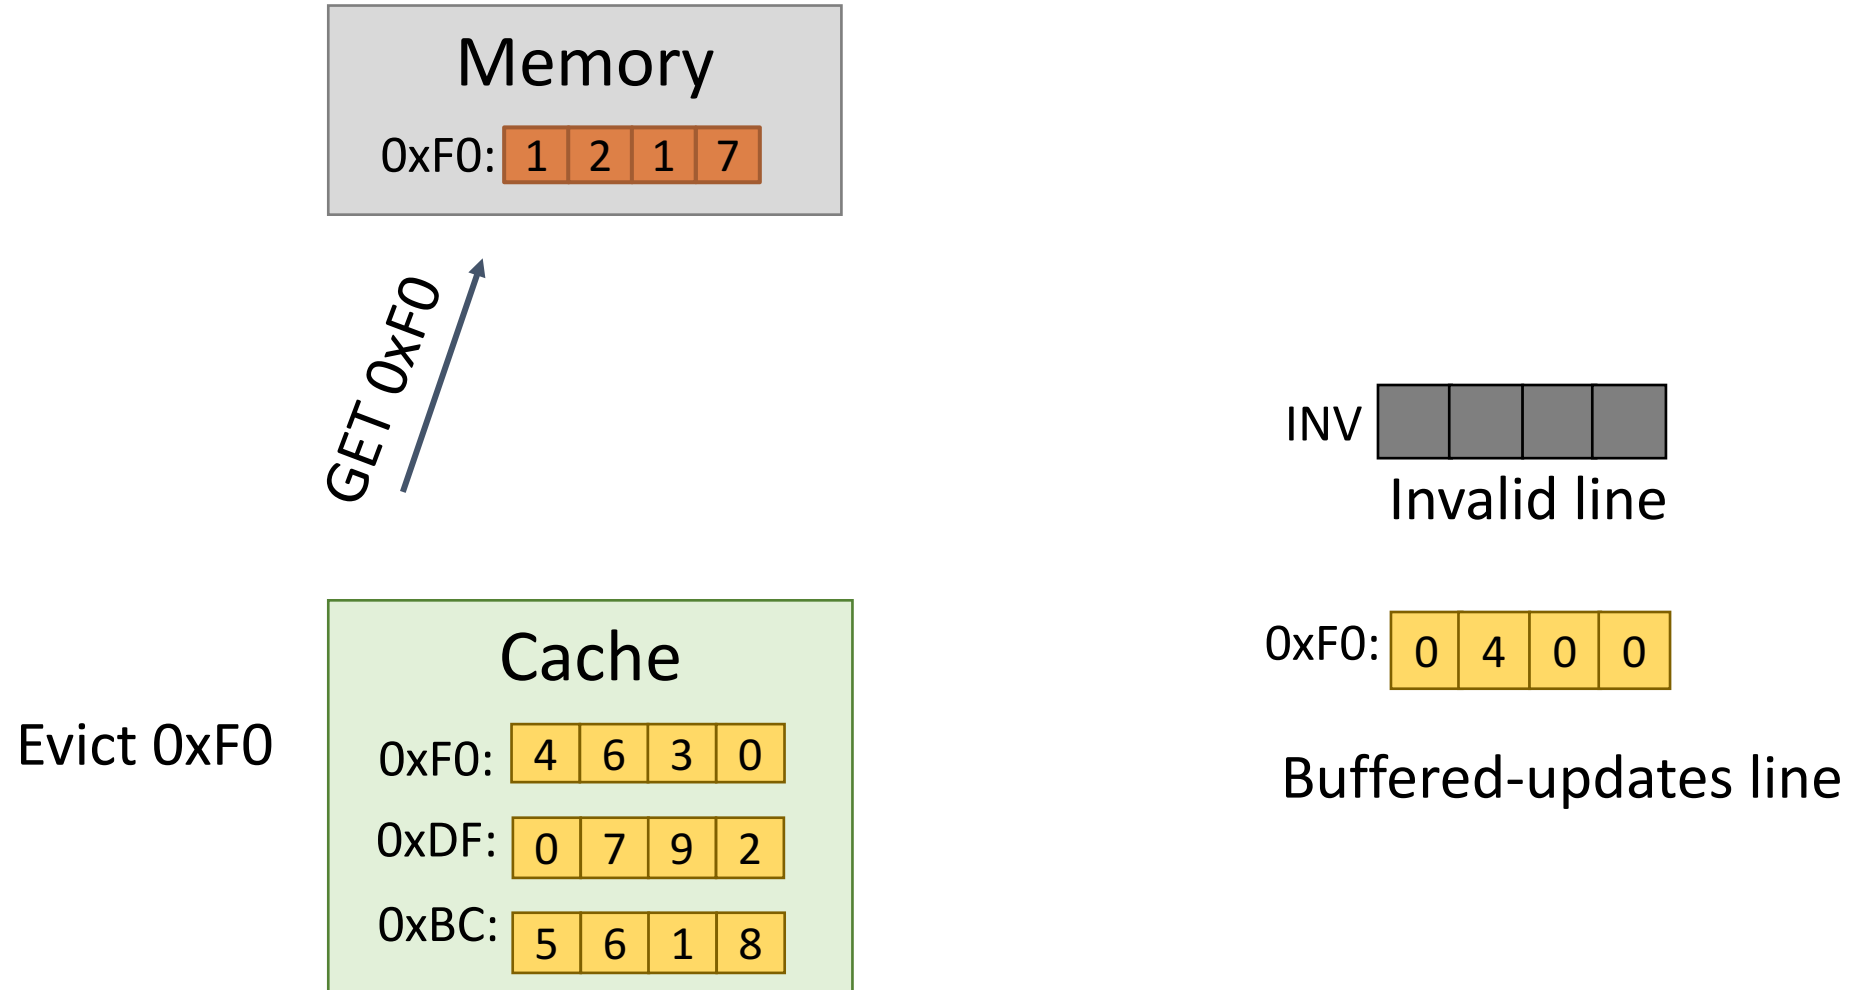 Memory
0xF0: 1 2 1 7
GET 0xF0
INV
Invalid line
Cache
0xF0: 0 4 0 0
Evict 0xF0
0xF0: 4 6 3 0
Buffered-updates line
0xDF: 0 7 9 2
0xBC: 5 6 1 8